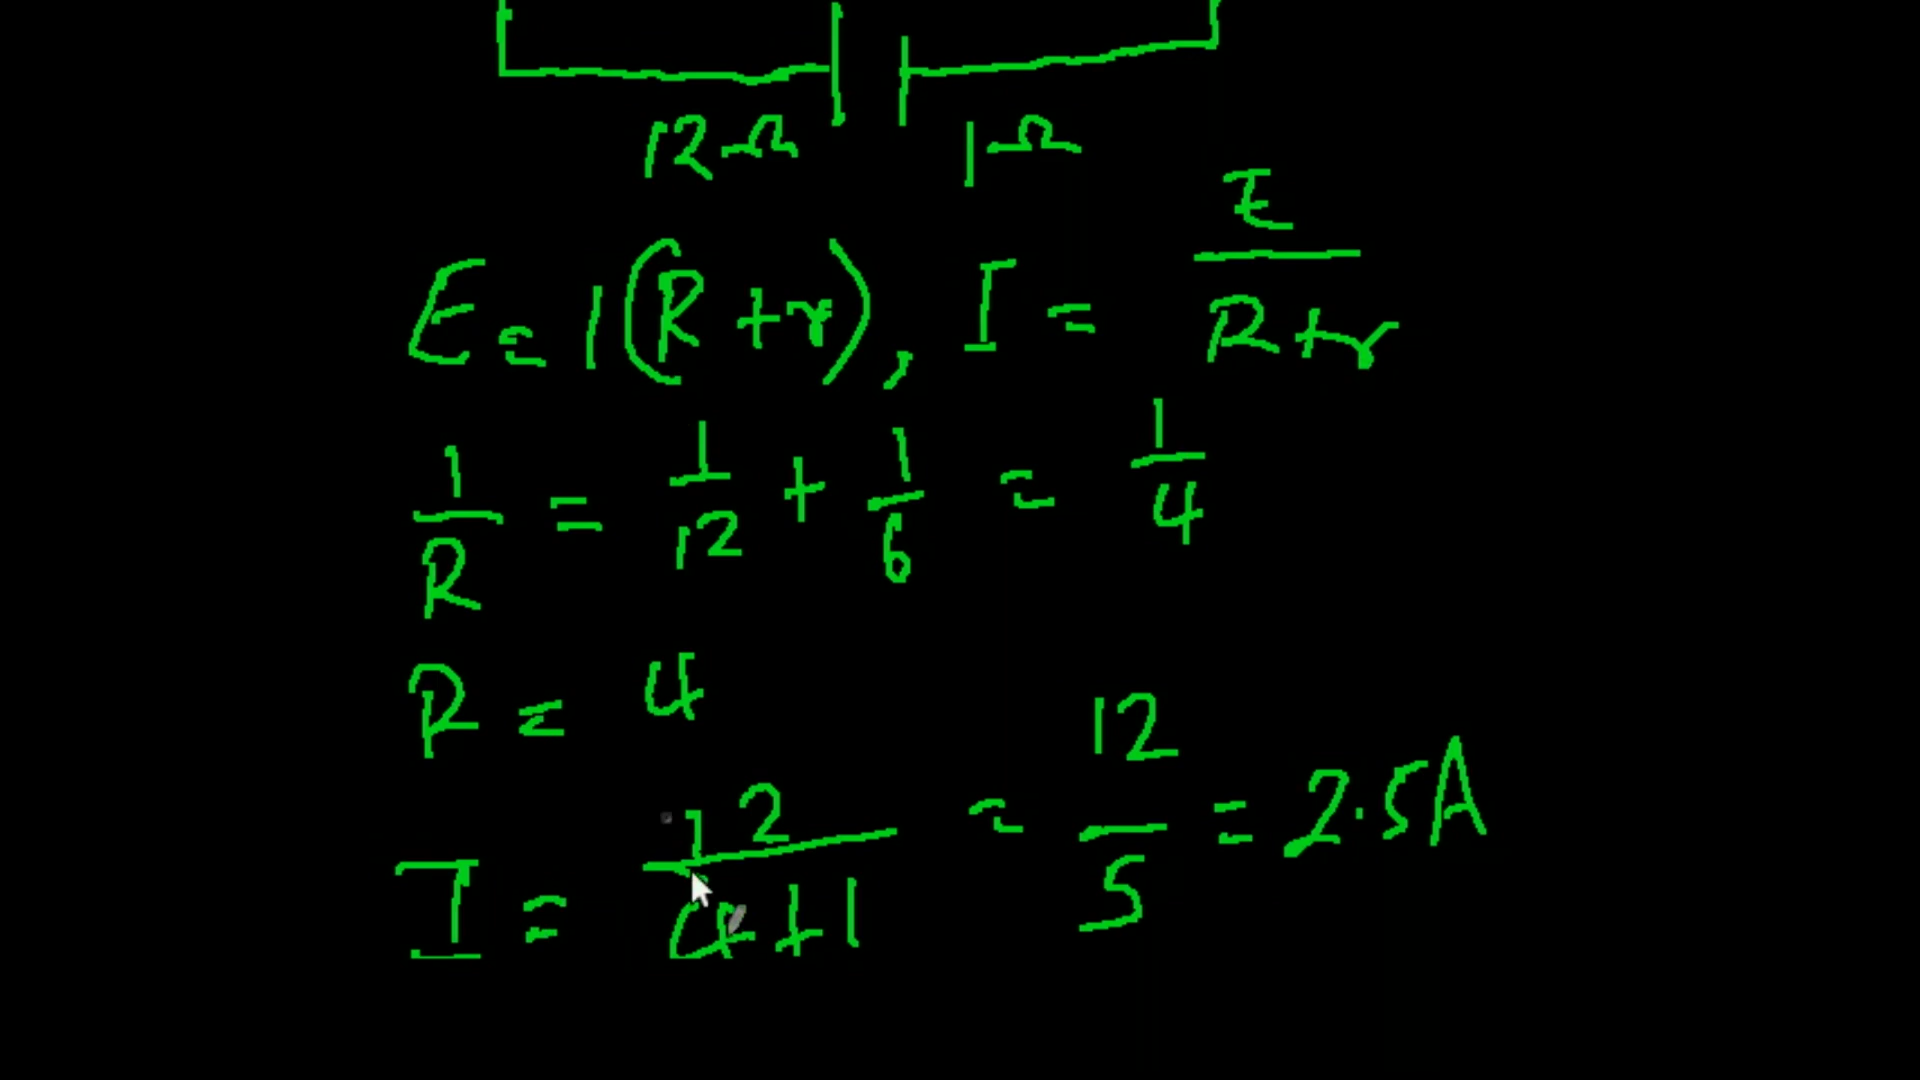 12Ω 1Ω
E = I(R + r), I = E/(R + r)
1/R = 1/12 + 1/6 = 1/4
R = 4
I = 12/(4+1) = 12/5 = 2.5A